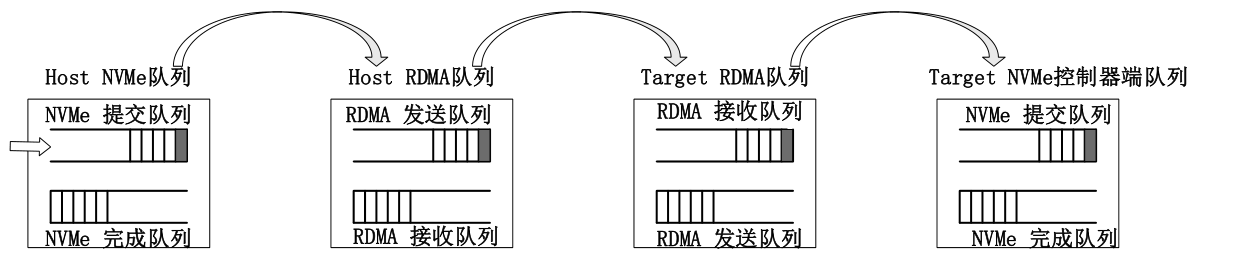 Host NVMe队列
Host RDMA队列
Target RDMA队列
Target NVMe控制器端队列
NVMe 提交队列
NVMe 完成队列
RDMA 发送队列
RDMA 接收队列
RDMA 接收队列
RDMA 发送队列
NVMe 提交队列
NVMe 完成队列